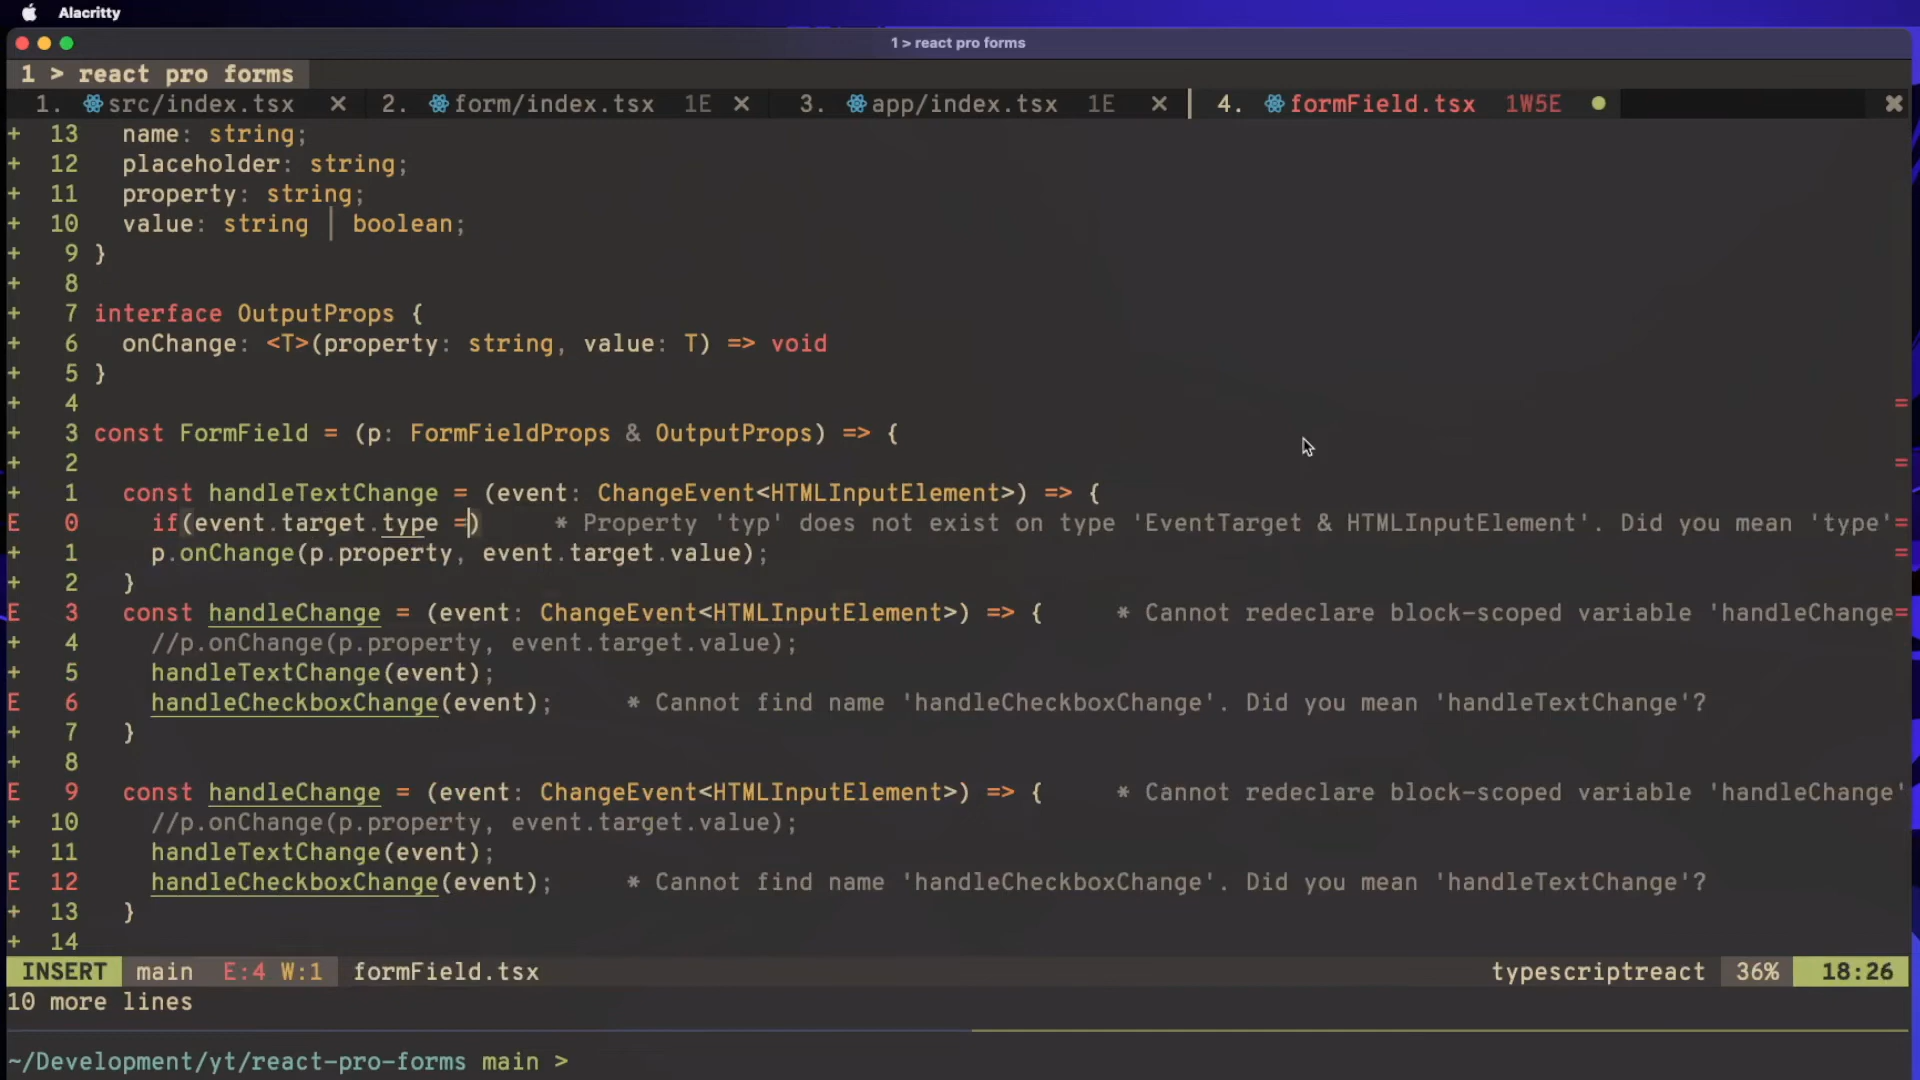 Alacritty
1 > react pro forms
1 > react pro forms
1. src/index.tsx × 2. form/index.tsx 1E × 3. app/index.tsx 1E × 4. formField.tsx 1W5E
+ 13 name: string;
+ 12 placeholder: string;
+ 11 property: string;
+ 10 value: string | boolean;
+ 9 }
+ 8
+ 7 interface OutputProps {
+ 6 onChange: <T>(property: string, value: T) => void
+ 5 }
+ 4
+ 3 const FormField = (p: FormFieldProps & OutputProps) => {
+ 2
+ 1 const handleTextChange = (event: ChangeEvent<HTMLInputElement>) => {
E 0 if(event.target.type =) * Property 'typ' does not exist on type 'EventTarget & HTMLInputElement'. Did you mean 'type'
+ 1 p.onChange(p.property, event.target.value);
+ 2 }
E 3 const handleChange = (event: ChangeEvent<HTMLInputElement>) => { * Cannot redeclare block-scoped variable 'handleChange
+ 4 //p.onChange(p.property, event.target.value);
+ 5 handleTextChange(event);
E 6 handleCheckboxChange(event); * Cannot find name 'handleCheckboxChange'. Did you mean 'handleTextChange'?
+ 7 }
+ 8
E 9 const handleChange = (event: ChangeEvent<HTMLInputElement>) => { * Cannot redeclare block-scoped variable 'handleChange'
+ 10 //p.onChange(p.property, event.target.value);
+ 11 handleTextChange(event);
E 12 handleCheckboxChange(event); * Cannot find name 'handleCheckboxChange'. Did you mean 'handleTextChange'?
+ 13 }
+ 14
INSERT main E:4 W:1 formField.tsx typescriptreact 36% 18:26
10 more lines
~/Development/yt/react-pro-forms main >